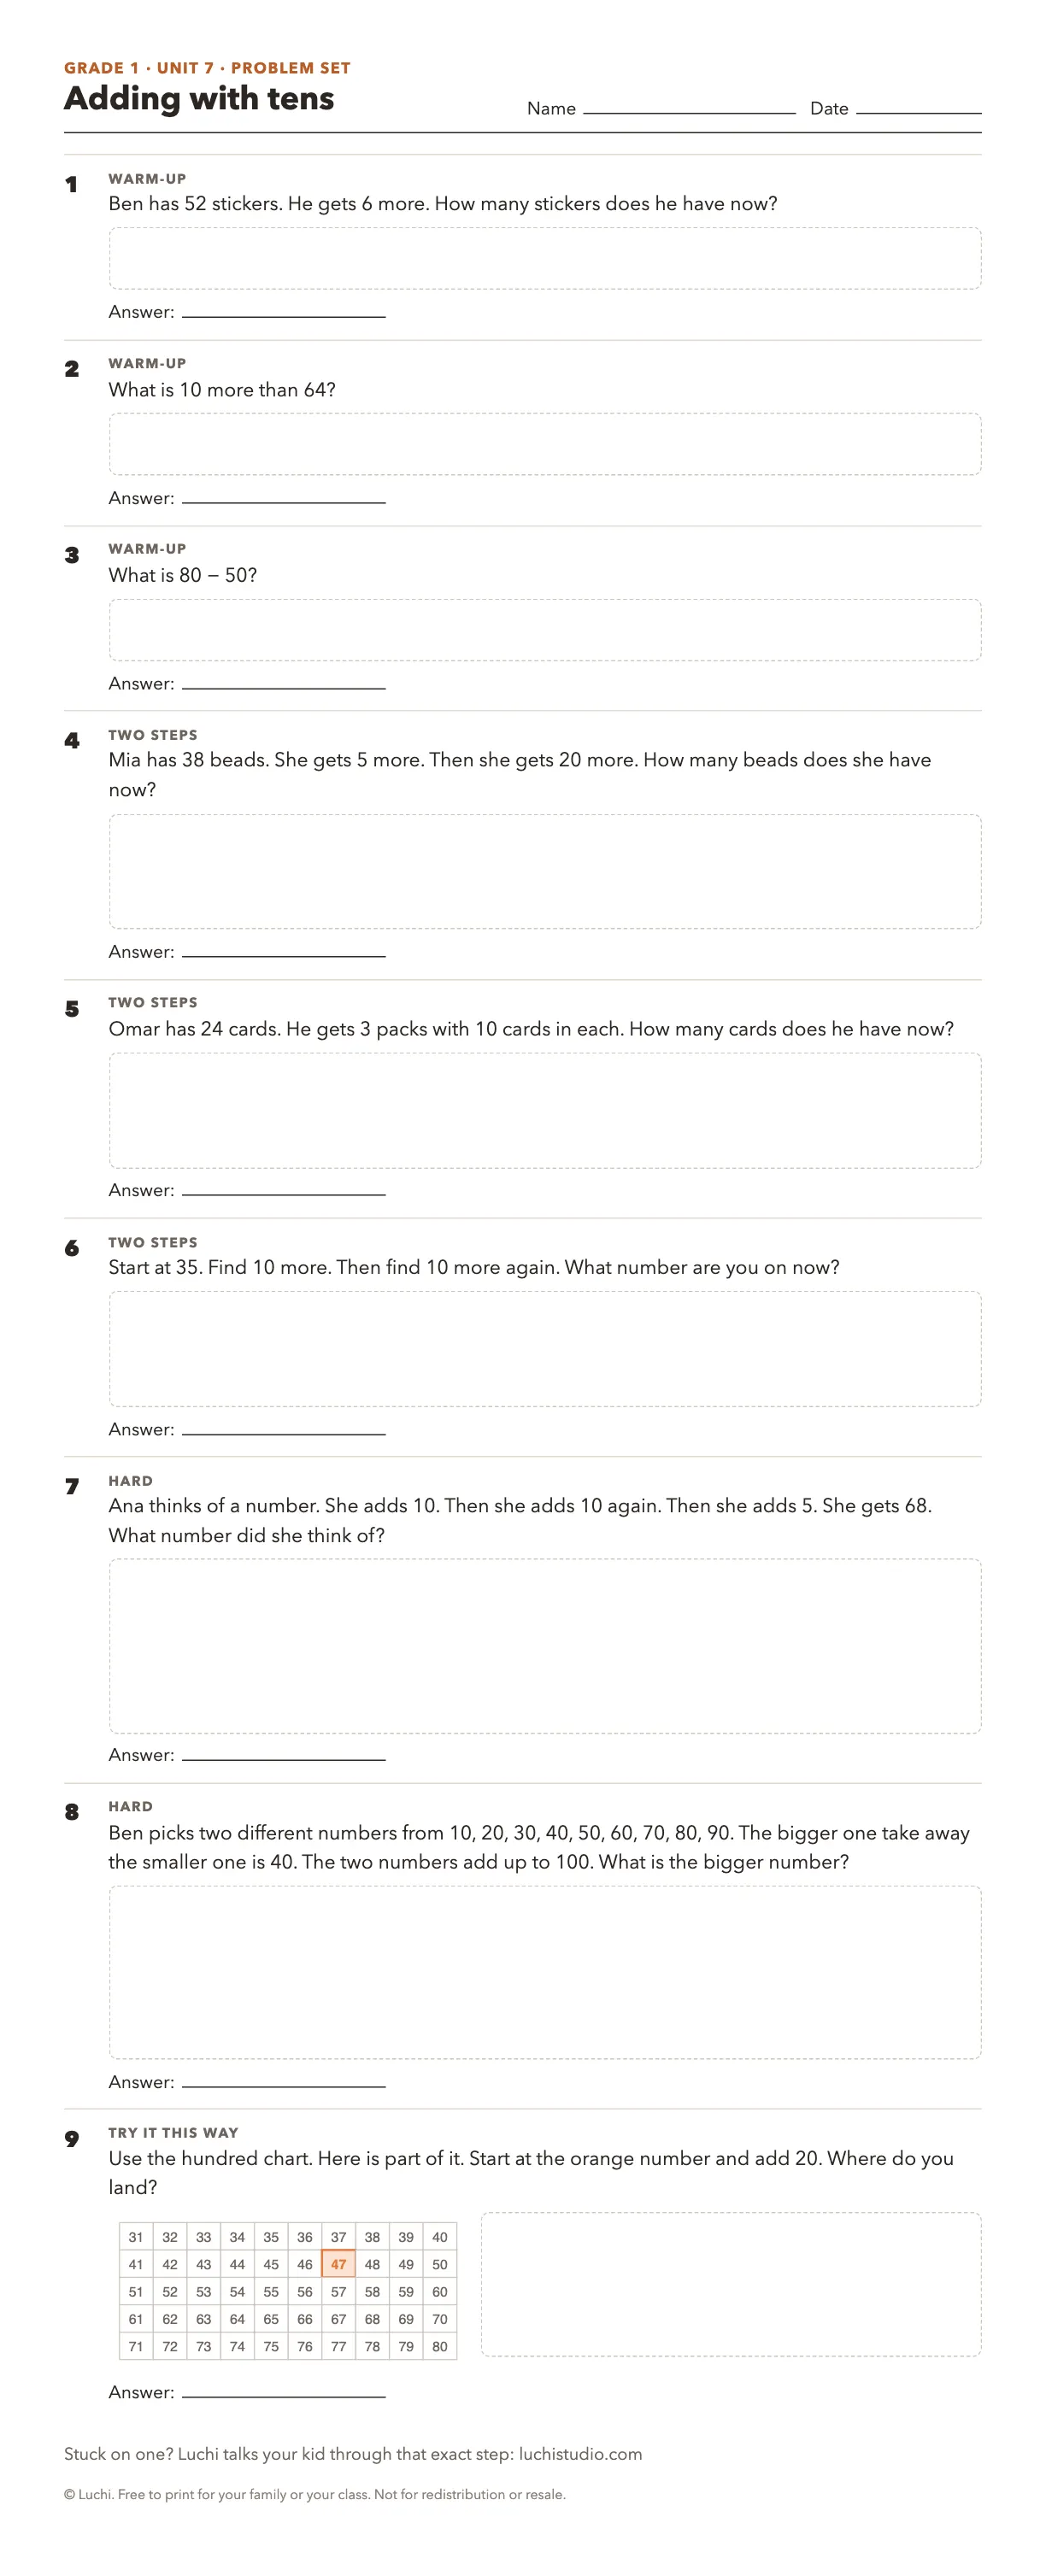 GRADE 1 · UNIT 7 · PROBLEM SET
Adding with tens
Name Date
1 WARM-UP
Ben has 52 stickers. He gets 6 more. How many stickers does he have now?
Answer:
2 WARM-UP
What is 10 more than 64?
Answer:
3 WARM-UP
What is 80 − 50?
Answer:
4 TWO STEPS
Mia has 38 beads. She gets 5 more. Then she gets 20 more. How many beads does she have
now?
Answer:
5 TWO STEPS
Omar has 24 cards. He gets 3 packs with 10 cards in each. How many cards does he have now?
Answer:
6 TWO STEPS
Start at 35. Find 10 more. Then find 10 more again. What number are you on now?
Answer:
7 HARD
Ana thinks of a number. She adds 10. Then she adds 10 again. Then she adds 5. She gets 68.
What number did she think of?
Answer:
8 HARD
Ben picks two different numbers from 10, 20, 30, 40, 50, 60, 70, 80, 90. The bigger one take away
the smaller one is 40. The two numbers add up to 100. What is the bigger number?
Answer:
9 TRY IT THIS WAY
Use the hundred chart. Here is part of it. Start at the orange number and add 20. Where do you
land?
31 32 33 34 35 36 37 38 39 40
41 42 43 44 45 46 47 48 49 50
51 52 53 54 55 56 57 58 59 60
61 62 63 64 65 66 67 68 69 70
71 72 73 74 75 76 77 78 79 80
Answer:
Stuck on one? Luchi talks your kid through that exact step: luchistudio.com
© Luchi. Free to print for your family or your class. Not for redistribution or resale.